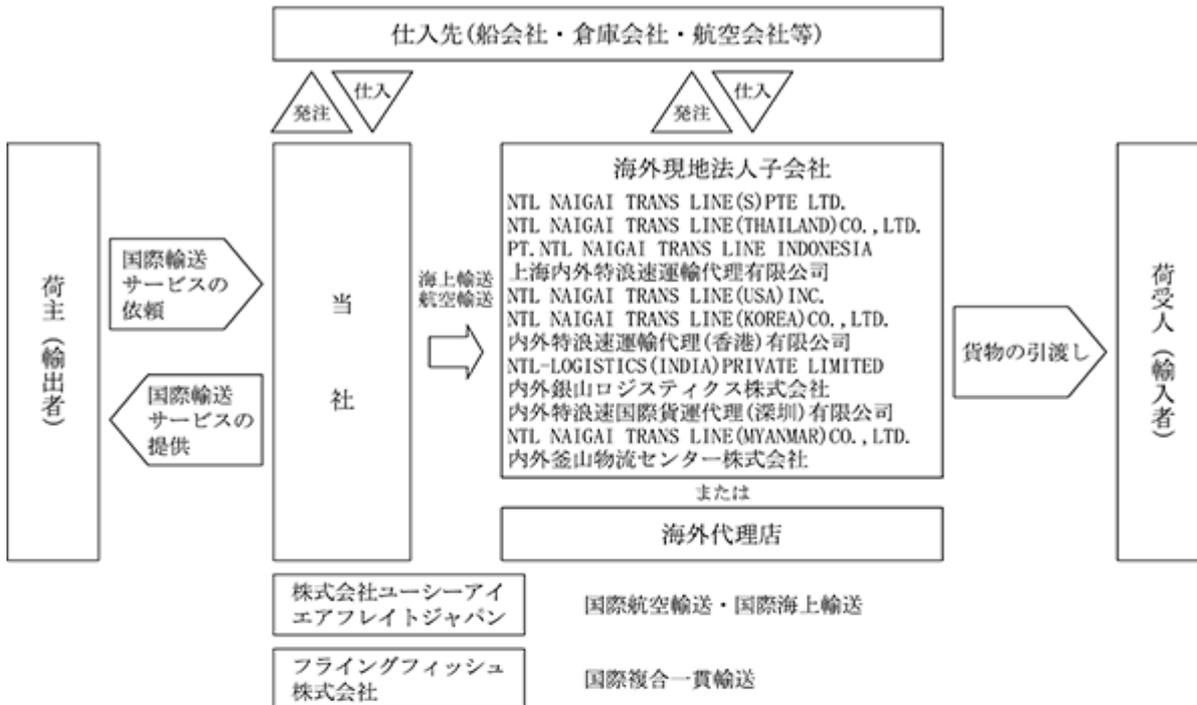 仕入先(船会社・倉庫会社・航空会社等)
発注
仕入
発注
仕入
荷主(輸出者)
国際輸送
サービスの
依頼
国際輸送
サービスの
提供
当社
海上輸送
航空輸送
海外現地法人子会社
NTL NAIGAI TRANS LINE(S)PTE LTD.
NTL NAIGAI TRANS LINE(THAILAND)CO.,LTD.
PT.NTL NAIGAI TRANS LINE INDONESIA
上海内外特浪速運輸代理有限公司
NTL NAIGAI TRANS LINE(USA)INC.
NTL NAIGAI TRANS LINE(KOREA)CO.,LTD.
内外特浪速運輸代理(香港)有限公司
NTL-LOGISTICS(INDIA)PRIVATE LIMITED
内外銀山ロジスティクス株式会社
内外特浪速国際貨運代理(深圳)有限公司
NTL NAIGAI TRANS LINE(MYANMAR)CO.,LTD.
内外釜山物流センター株式会社
または
海外代理店
貨物の引渡し
荷受人(輸入者)
株式会社ユーシーアイ
エアフレイトジャパン
国際航空輸送・国際海上輸送
フライングフィッシュ
株式会社
国際複合一貫輸送